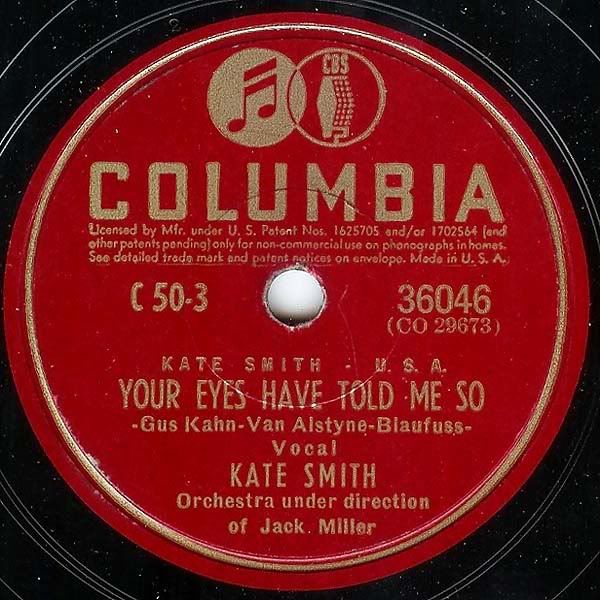 CBS
COLUMBIA
Licensed by Mfr. under U. S. Patent Nos. 1625705 and/or 1702564 (and
other patents pending) only for non-commercial use on phonographs in homes.
See detailed trade mark and patent notices on envelope. Made in U. S. A.
C 50-3
36046
(CO 29673)
KATE SMITH - U. S. A.
YOUR EYES HAVE TOLD ME SO
-Gus Kahn-Van Alstyne-Blaufuss-
Vocal
KATE SMITH
Orchestra under direction
of Jack Miller